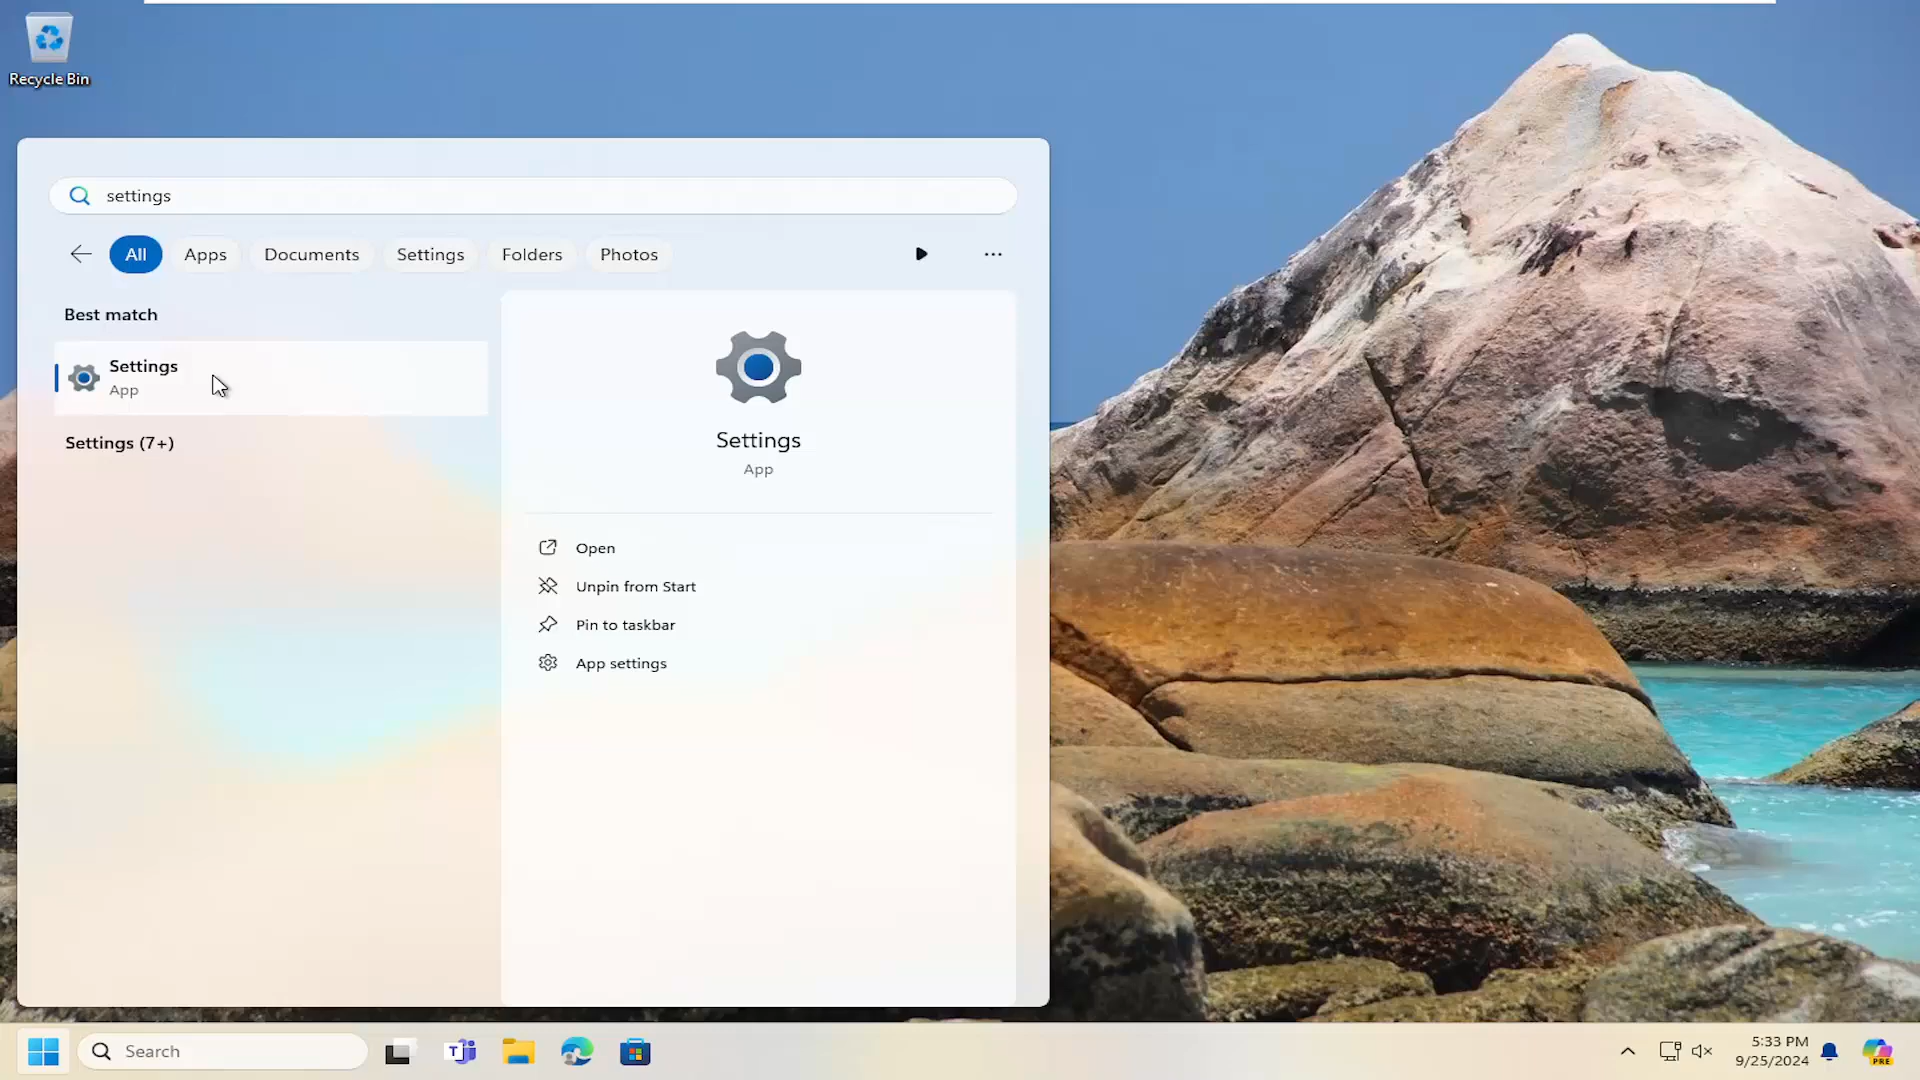 Recycle Bin
settings
All
Apps
Documents
Settings
Folders
Photos
Best match
Settings
App
Settings (7+)
Settings
App
Open
Unpin from Start
Pin to taskbar
App settings
Search
T
5:33 PM
9/25/2024
PRE